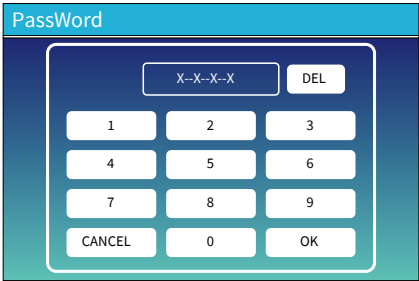 PassWord
X--X--X--X DEL
1 2 3
4 5 6
7 8 9
CANCEL 0 OK